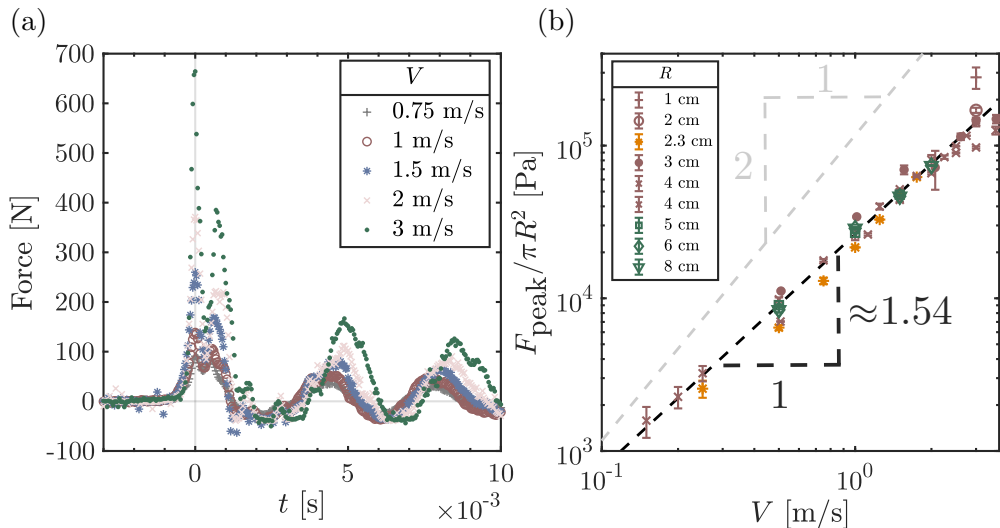 (a)
700
600
500
400
300
200
100
0
-100
Force [N]
V
0.75 m/s
1 m/s
1.5 m/s
2 m/s
3 m/s
0
5
10
×10⁻³
t [s]
(b)
F_peak/πR² [Pa]
10⁵
10⁴
10³
R
1 cm
2 cm
2.3 cm
3 cm
4 cm
4 cm
5 cm
6 cm
8 cm
1
2
≈1.54
1
10⁻¹
10⁰
V [m/s]